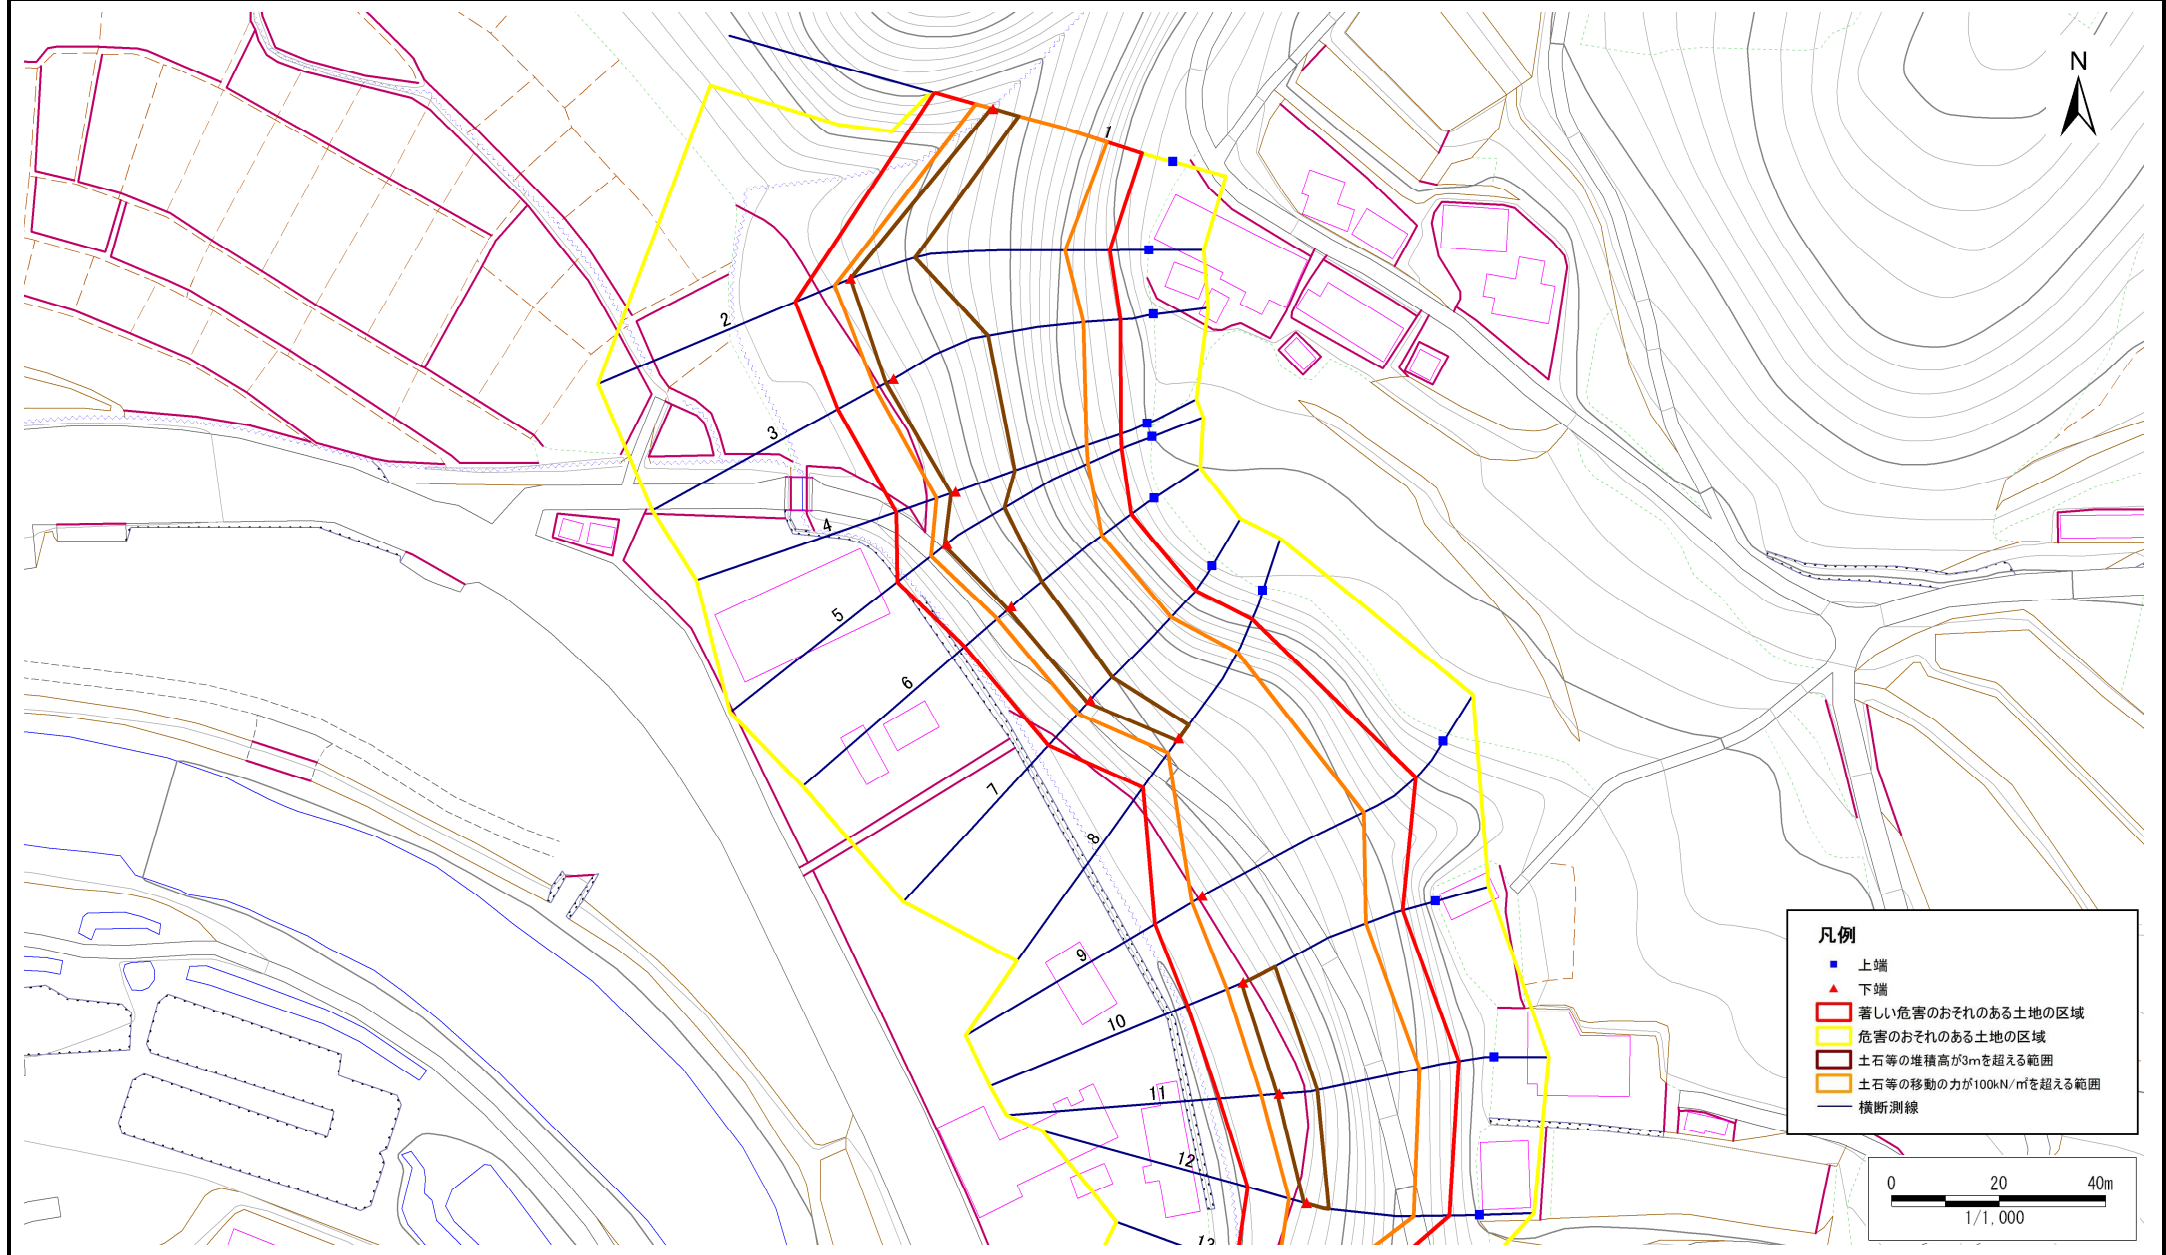 N
1
2
3
4
5
6
7
8
9
10
11
12
13
凡例
上端
下端
著しい危害のおそれのある土地の区域
危害のおそれのある土地の区域
土石等の堆積高が3mを超える範囲
土石等の移動の力が100kN/㎡を超える範囲
横断測線
0 20 40m
1/1,000